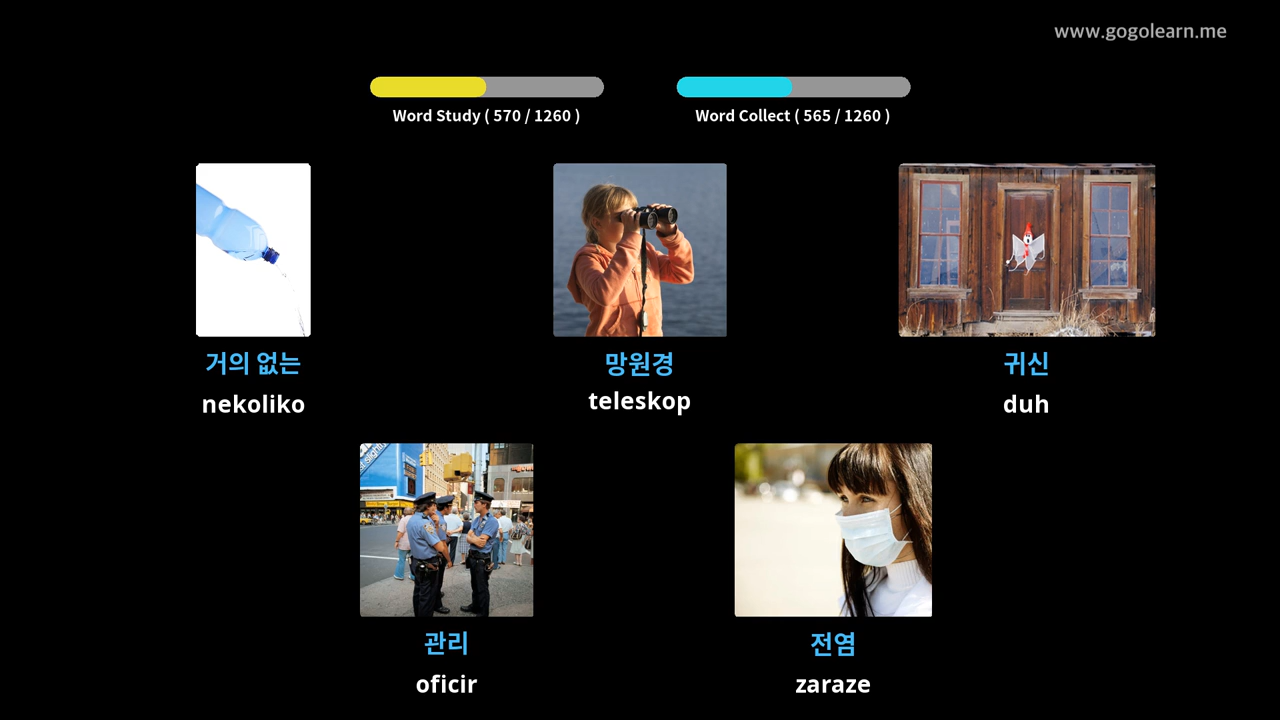 www.gogolearn.me
Word Study ( 570 / 1260 )
Word Collect ( 565 / 1260 )
거의 없는
nekoliko
망원경
teleskop
귀신
duh
관리
oficir
전염
zaraze